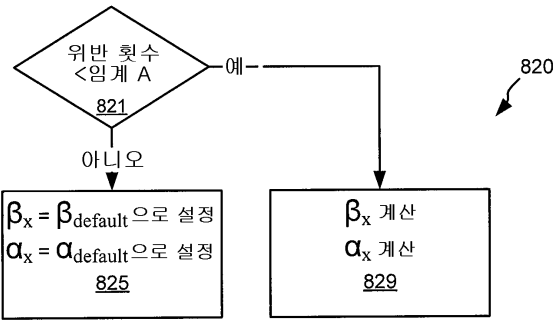 위반 횟수
<임계 A
821
예
820
아니오
βx = βdefault으로 설정
αx = αdefault으로 설정
825
βx 계산
αx 계산
829